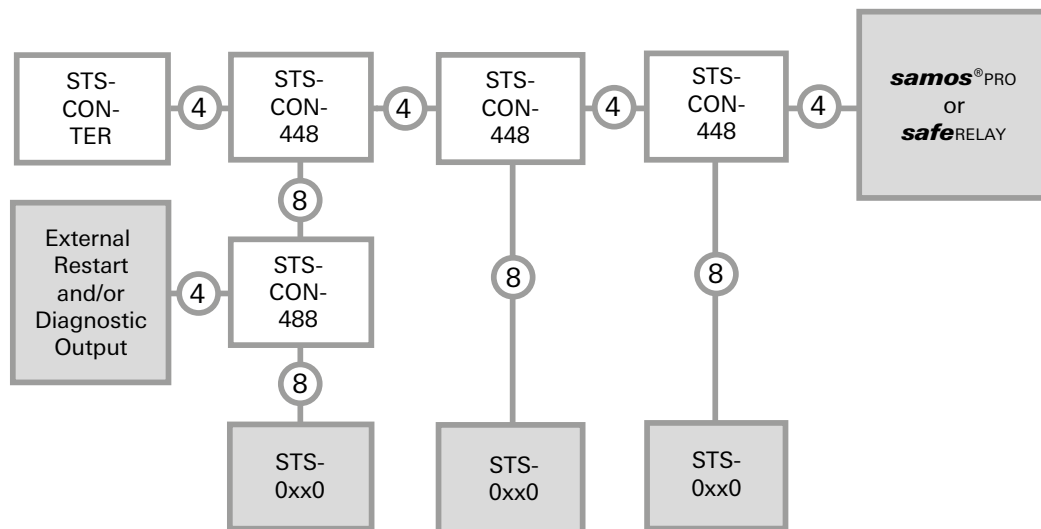 STS-
CON-
TER
4
STS-
CON-
448
4
STS-
CON-
448
4
STS-
CON-
448
4
samos®PRO
or
safeRELAY
8
External
Restart
and/or
Diagnostic
Output
4
STS-
CON-
488
8
8
8
STS-
0xx0
STS-
0xx0
STS-
0xx0